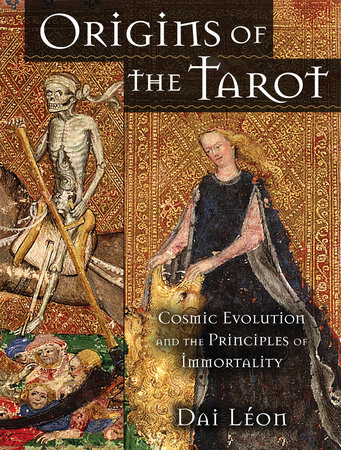 ORIGINS OF
THE TAROT
COSMIC EVOLUTION
AND THE PRINCIPLES OF
IMMORTALITY
DAI LÉON